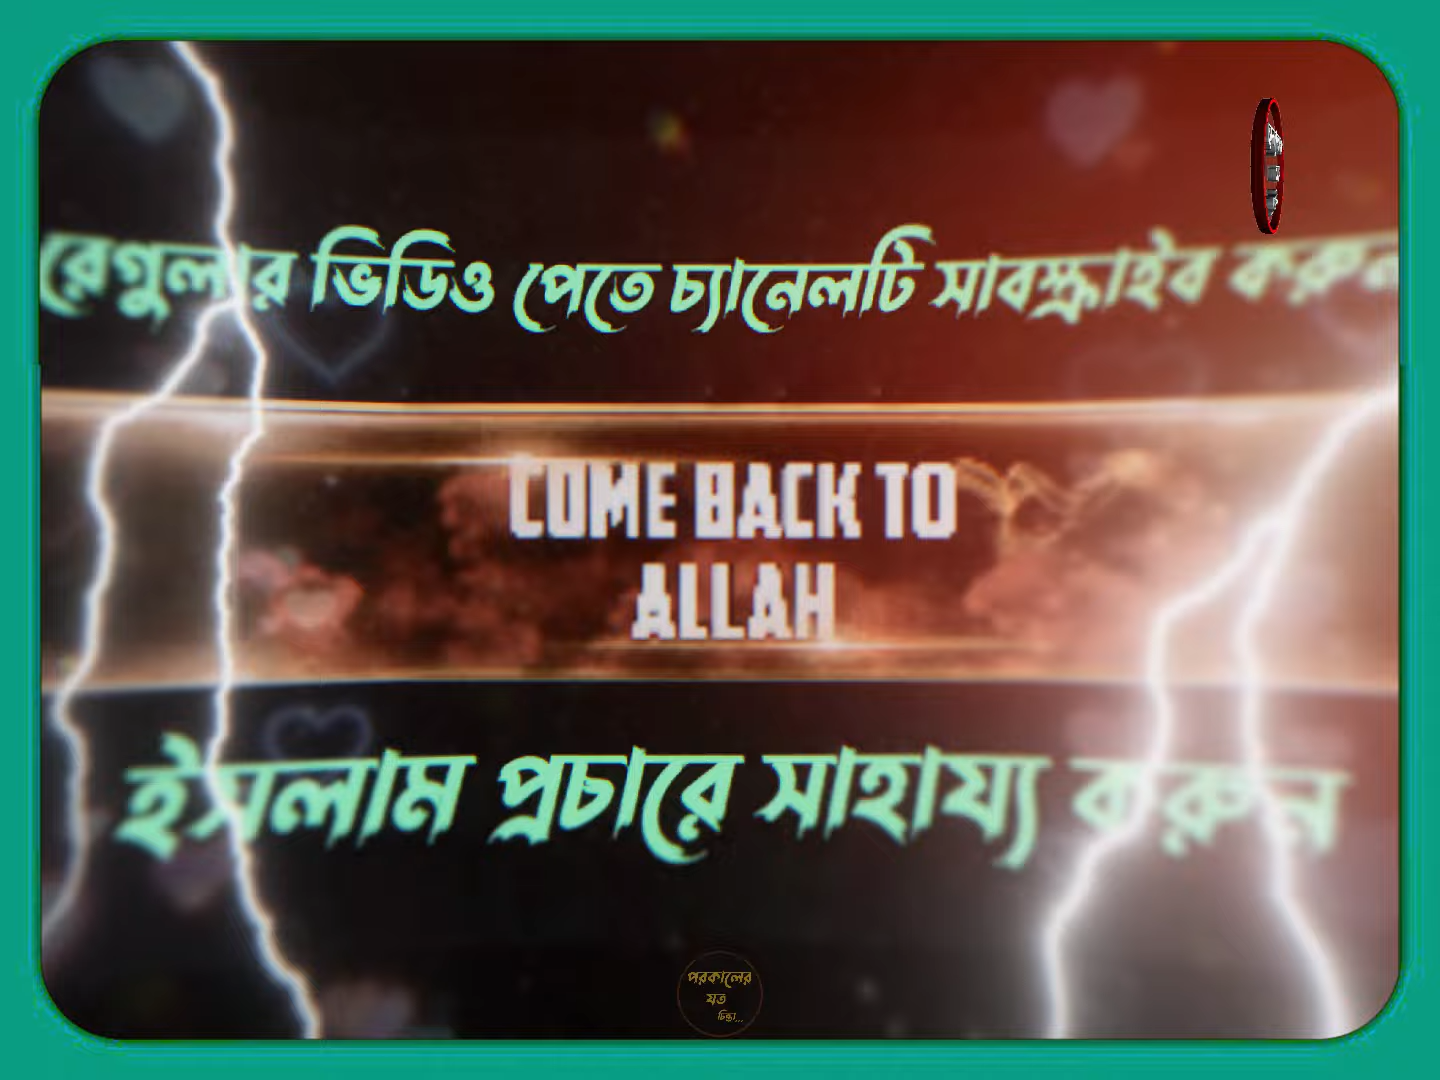 রেগুলার ভিডিও পেতে চ্যানেলটি সাবস্ক্রাইব করুন
COME BACK TO
ALLAH
ইসলাম প্রচারে সাহায্য করুন
পরকালের
যত
চিন্তা...